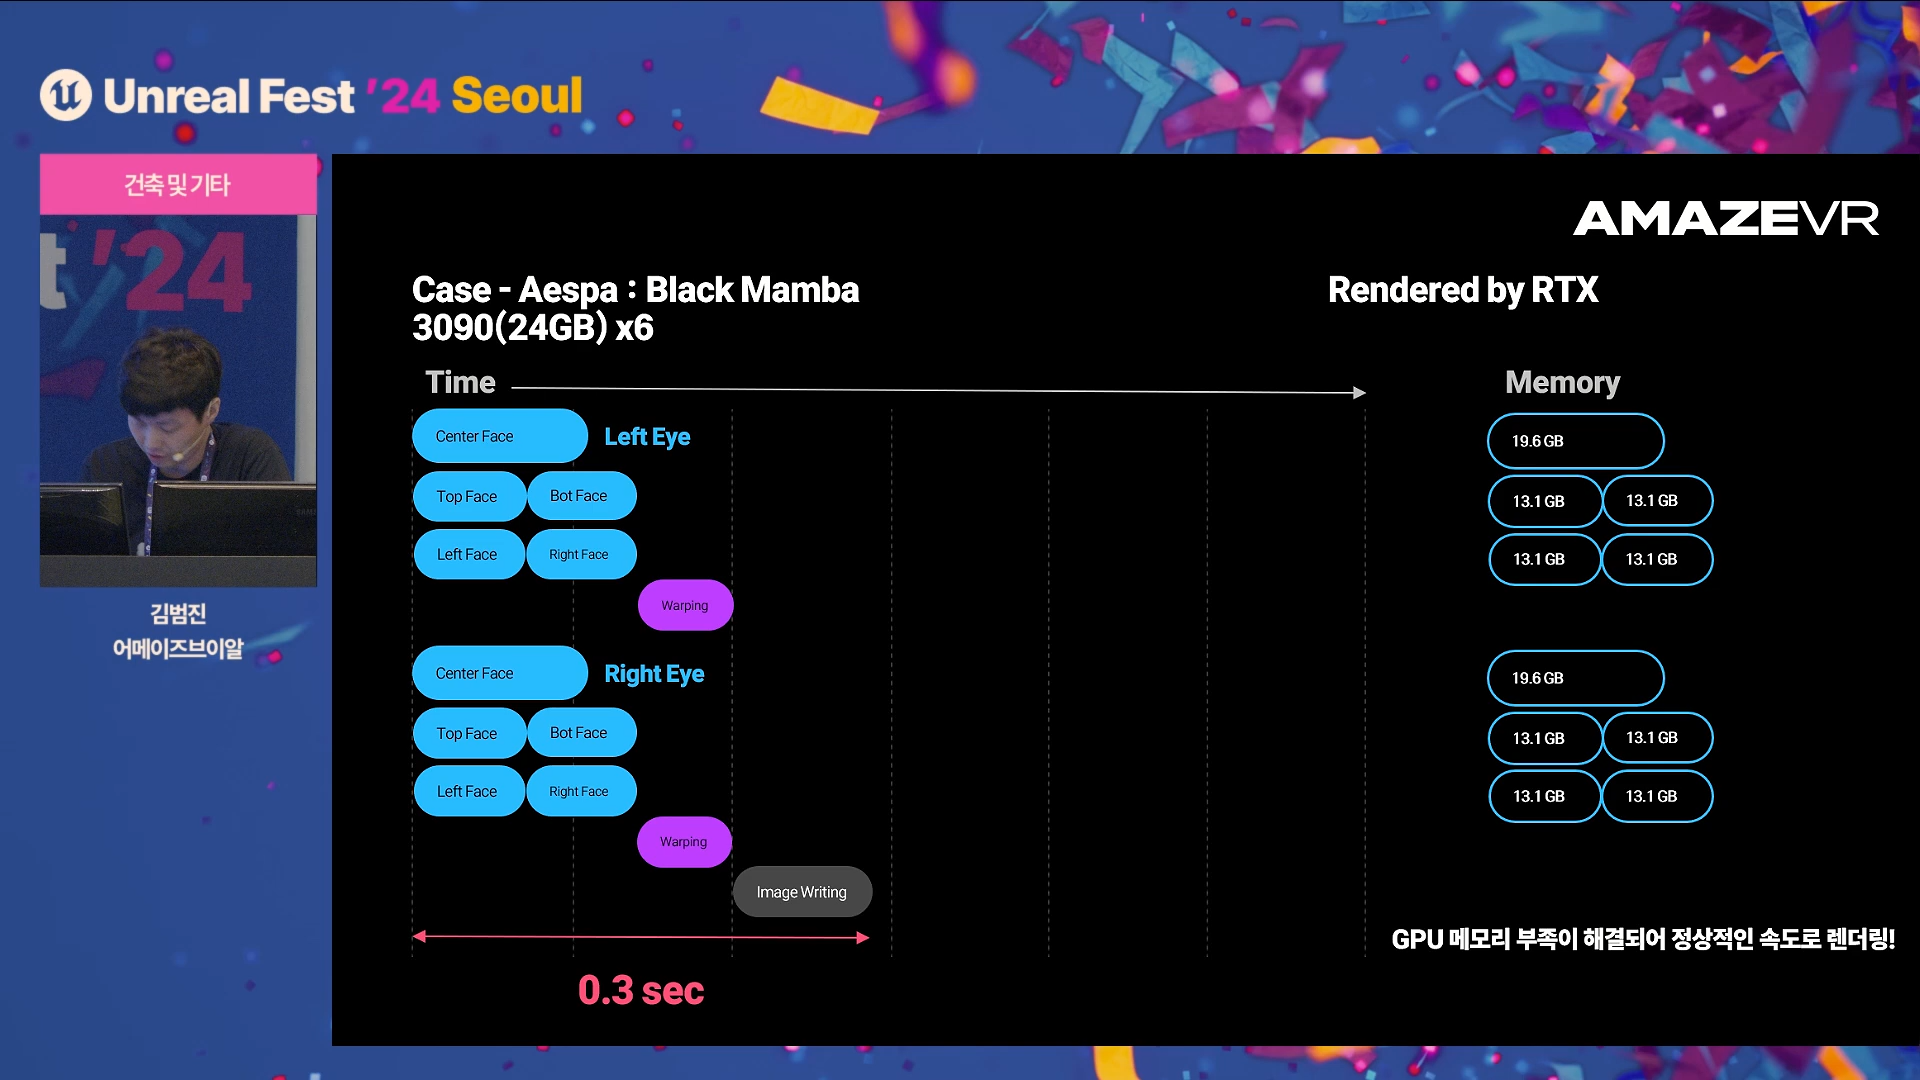 Unreal Fest '24 Seoul
건축 및 기타
t '24
김범진
어메이즈브이알
AMAZEVR
Case - Aespa : Black Mamba Rendered by RTX
3090(24GB) x6
Time
Memory
Center Face
Left Eye
19.6 GB
Top Face
Bot Face
13.1 GB
13.1 GB
Left Face
Right Face
13.1 GB
13.1 GB
Warping
Center Face
Right Eye
19.6 GB
Top Face
Bot Face
13.1 GB
13.1 GB
Left Face
Right Face
13.1 GB
13.1 GB
Warping
Image Writing
GPU 메모리 부족이 해결되어 정상적인 속도로 렌더링!
0.3 sec